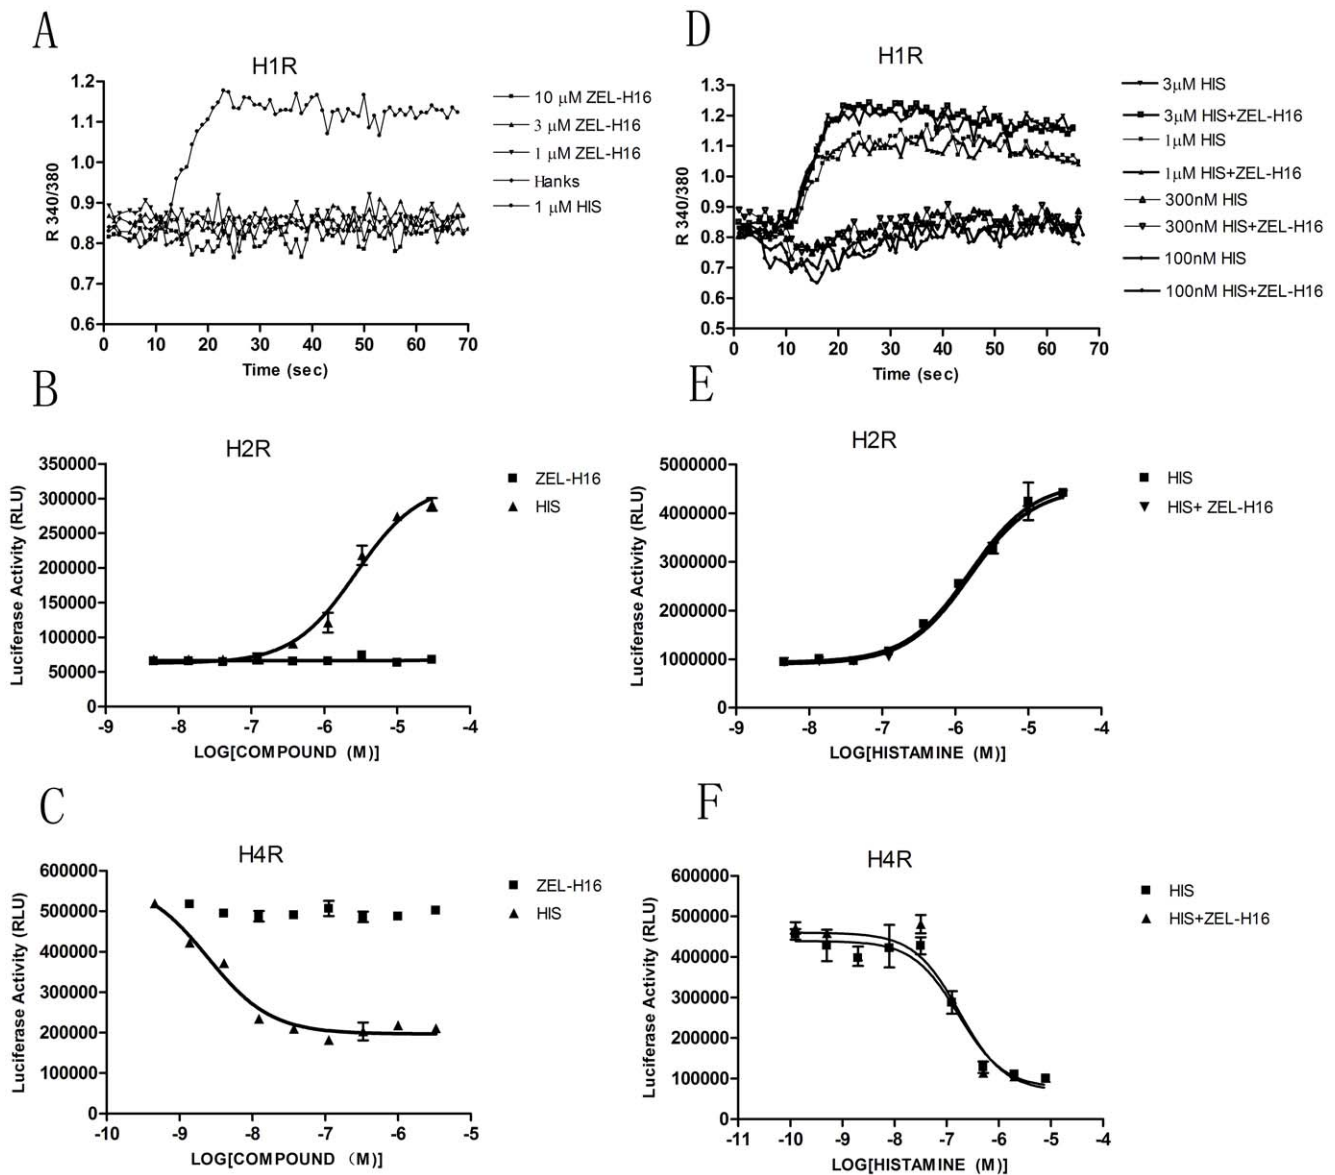 A
H1R
1.2
1.1
1.0
0.9
0.8
0.7
0.6
R 340/380
0 10 20 30 40 50 60 70
Time (sec)
10 μM ZEL-H16
3 μM ZEL-H16
1 μM ZEL-H16
Hanks
1 μM HIS
D
H1R
1.3
1.2
1.1
1.0
0.9
0.8
0.7
0.6
0.5
R 340/380
0 10 20 30 40 50 60 70
Time (sec)
3μM HIS
3μM HIS+ZEL-H16
1μM HIS
1μM HIS+ZEL-H16
300nM HIS
300nM HIS+ZEL-H16
100nM HIS
100nM HIS+ZEL-H16
B
H2R
350000
300000
250000
200000
150000
100000
50000
0
Luciferase Activity (RLU)
-9 -8 -7 -6 -5 -4
LOG[COMPOUND (M)]
ZEL-H16
HIS
E
H2R
5000000
4000000
3000000
2000000
1000000
0
Luciferase Activity (RLU)
-9 -8 -7 -6 -5 -4
LOG[HISTAMINE (M)]
HIS
HIS+ ZEL-H16
C
H4R
600000
500000
400000
300000
200000
100000
0
Luciferase Activity (RLU)
-10 -9 -8 -7 -6 -5
LOG[COMPOUND (M)]
ZEL-H16
HIS
F
H4R
600000
500000
400000
300000
200000
100000
0
Luciferase Activity (RLU)
-11 -10 -9 -8 -7 -6 -5 -4
LOG[HISTAMINE (M)]
HIS
HIS+ZEL-H16